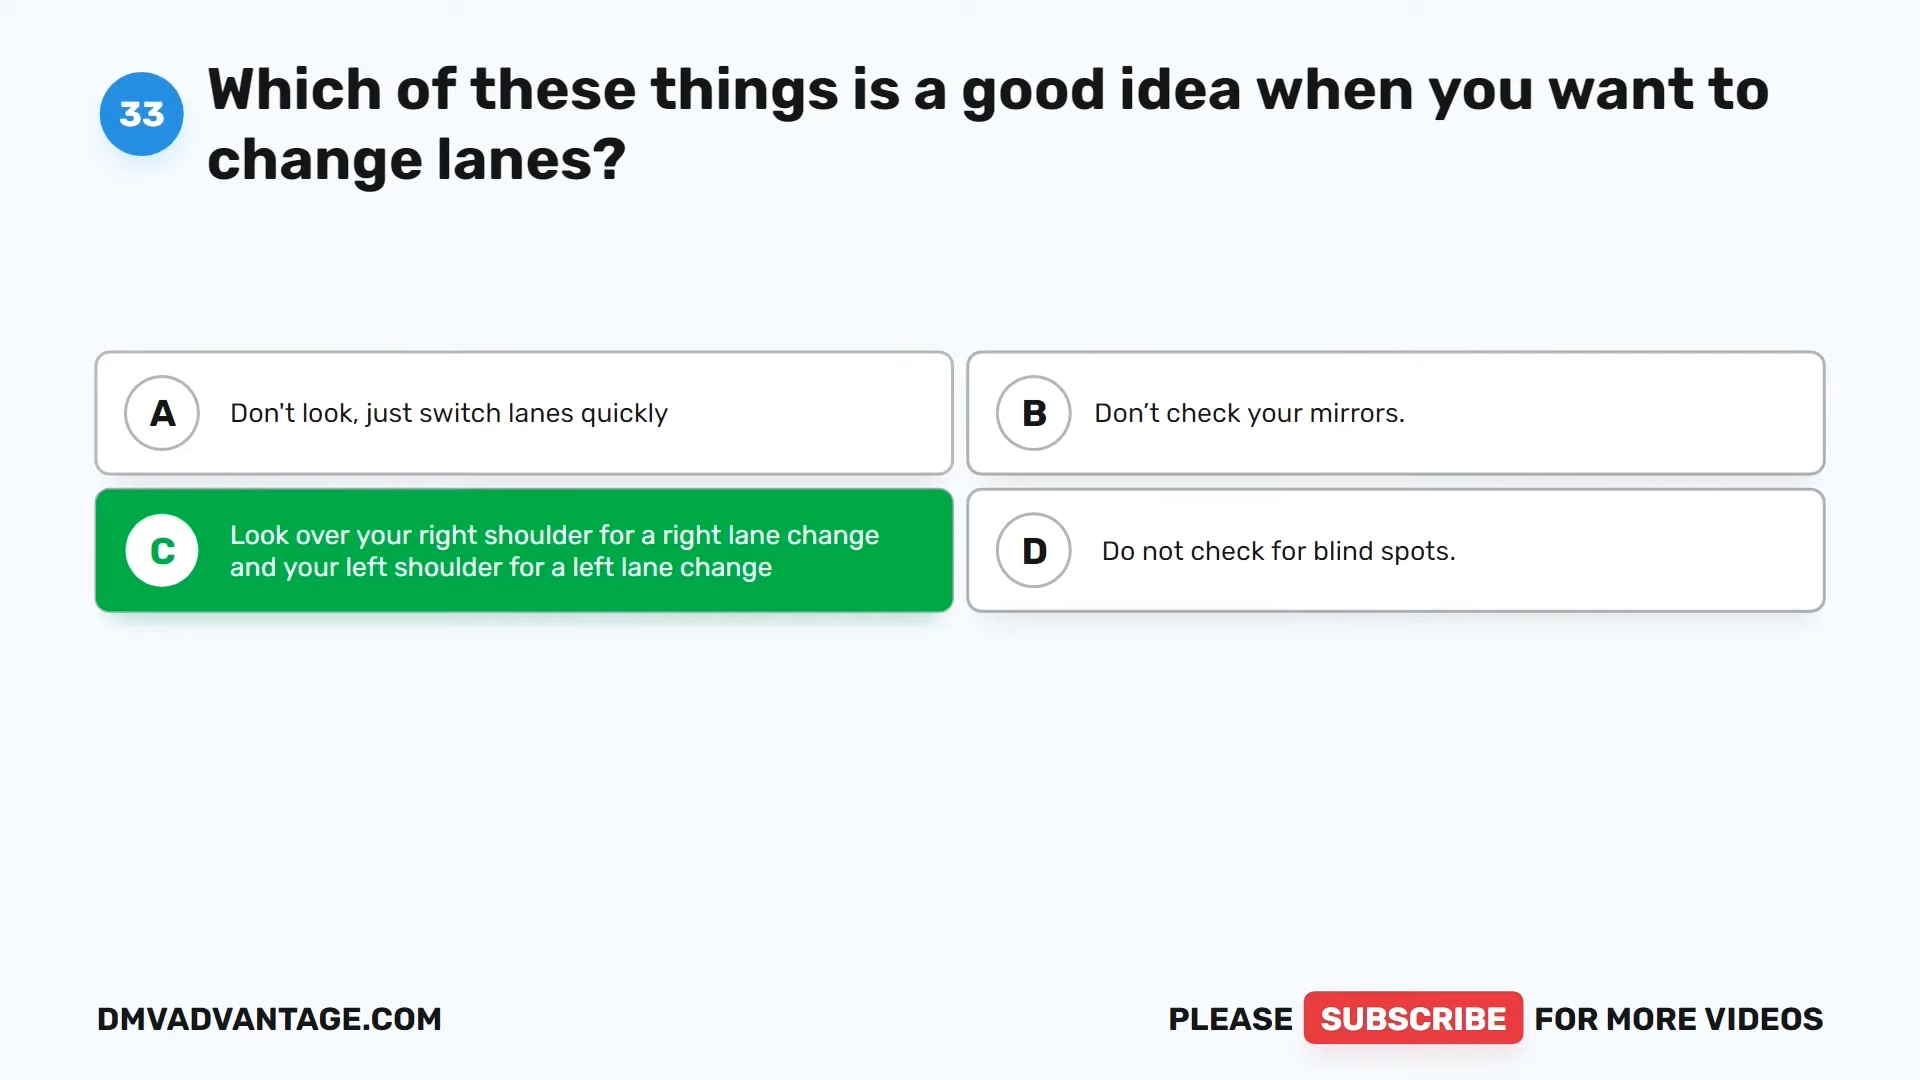 33
Which of these things is a good idea when you want to
change lanes?
A
Don't look, just switch lanes quickly
B
Don’t check your mirrors.
C
Look over your right shoulder for a right lane change
and your left shoulder for a left lane change
D
Do not check for blind spots.
DMVADVANTAGE.COM
PLEASE SUBSCRIBE FOR MORE VIDEOS